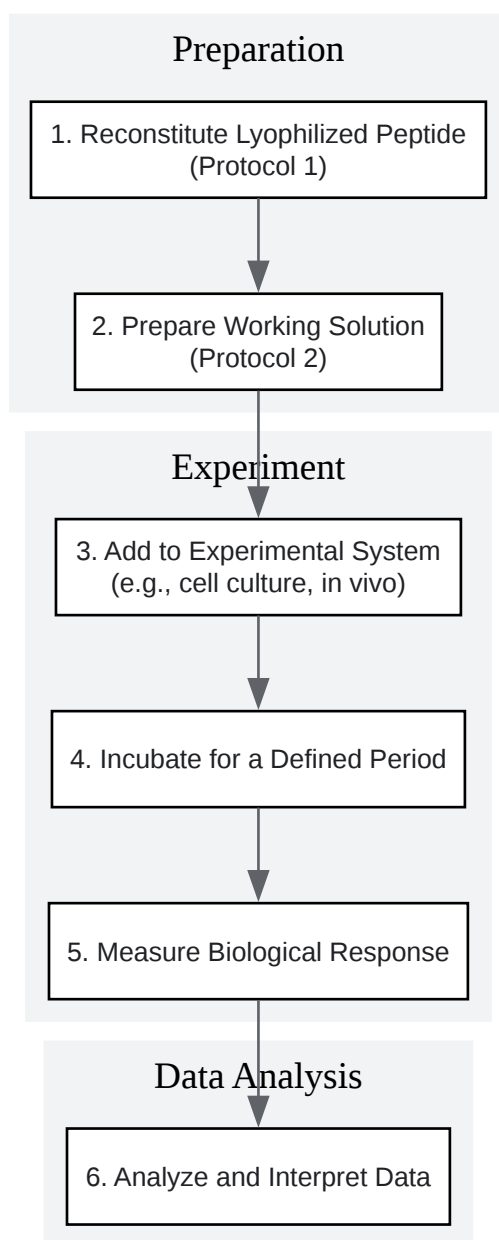 Preparation
1. Reconstitute Lyophilized Peptide
(Protocol 1)
2. Prepare Working Solution
(Protocol 2)
Experiment
3. Add to Experimental System
(e.g., cell culture, in vivo)
4. Incubate for a Defined Period
5. Measure Biological Response
Data Analysis
6. Analyze and Interpret Data